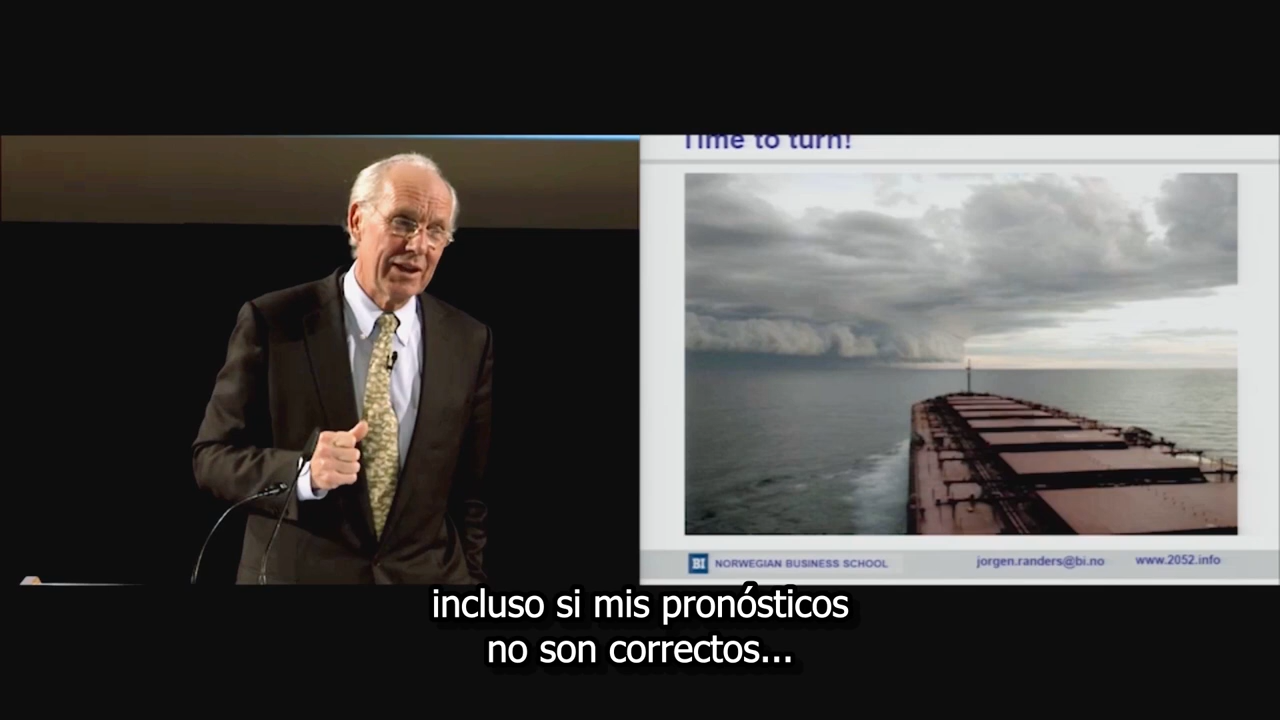 Time to turn!
BI NORWEGIAN BUSINESS SCHOOL jorgen.randers@bi.no www.2052.info
incluso si mis pronósticos
no son correctos...